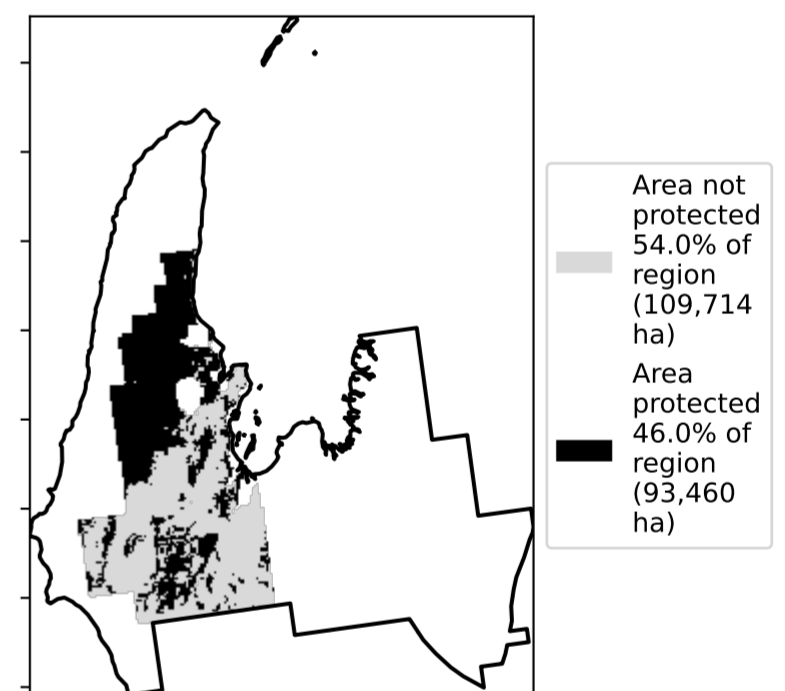 Area not
protected
54.0% of
region
(109,714
ha)
Area
protected
46.0% of
region
(93,460
ha)